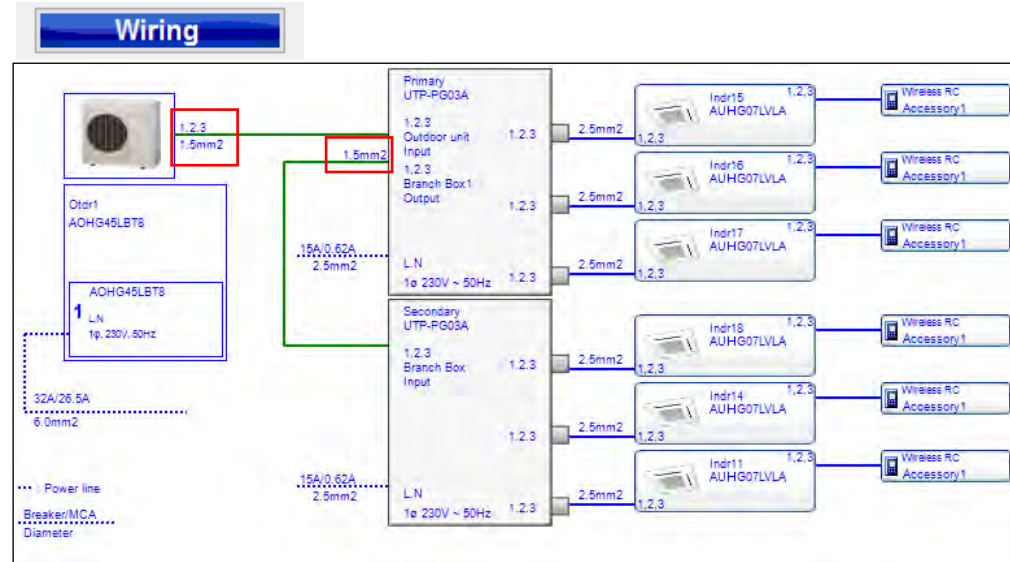 Wiring
1.2.3
1.5mm2
Otdr1
AOHG45LBT8
AOHG45LBT8
1 L.N
1φ, 230V, 50Hz
32A/26.5A
6.0mm2
: Power line
Breaker/MCA
Diameter
1.5mm2
15A/0.62A
2.5mm2
Primary
UTP-PG03A
1.2.3
Outdoor unit
Input
1,2,3
Branch Box1
Output
L.N
1ø 230V ~ 50Hz
1.2.3
1.2.3
1.2.3
2.5mm2
2.5mm2
2.5mm2
Indr15 1,2,3
AUHG07LVLA
1,2,3
Wireless RC
Accessory1
Indr16 1,2,3
AUHG07LVLA
1,2,3
Wireless RC
Accessory1
Indr17 1,2,3
AUHG07LVLA
1,2,3
Wireless RC
Accessory1
15A/0.62A
2.5mm2
Secondary
UTP-PG03A
1.2.3
Branch Box
Input
L.N
1ø 230V ~ 50Hz
1.2.3
1.2.3
1.2.3
2.5mm2
2.5mm2
2.5mm2
Indr18 1,2,3
AUHG07LVLA
1,2,3
Wireless RC
Accessory1
Indr14 1,2,3
AUHG07LVLA
1,2,3
Wireless RC
Accessory1
Indr11 1,2,3
AUHG07LVLA
1,2,3
Wireless RC
Accessory1